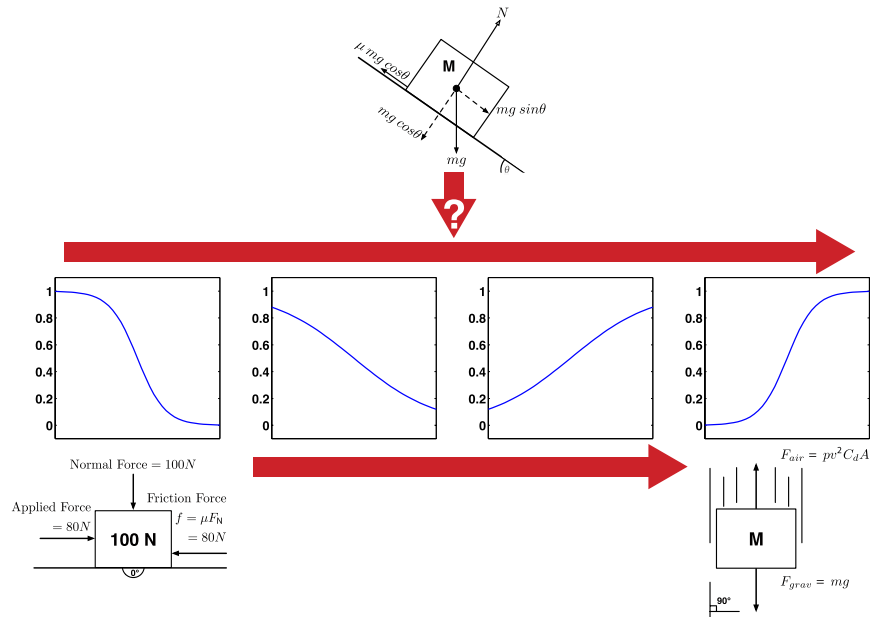 N
μ mg cosθ
M
mg sinθ
mg cosθ
mg
θ
?
1
0.8
0.6
0.4
0.2
0
1
0.8
0.6
0.4
0.2
0
1
0.8
0.6
0.4
0.2
0
1
0.8
0.6
0.4
0.2
0
Normal Force = 100N
Applied Force
= 80N
100 N
Friction Force
f = μF_N
= 80N
0°
F_air = pv²C_dA
M
F_grav = mg
90°